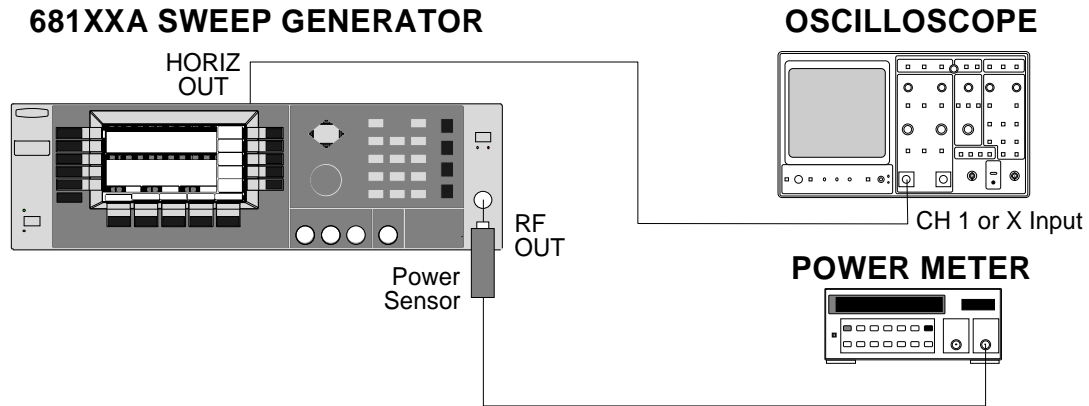 681XXA SWEEP GENERATOR
OSCILLOSCOPE
HORIZ
OUT
CH 1 or X Input
RF
OUT
Power
Sensor
POWER METER